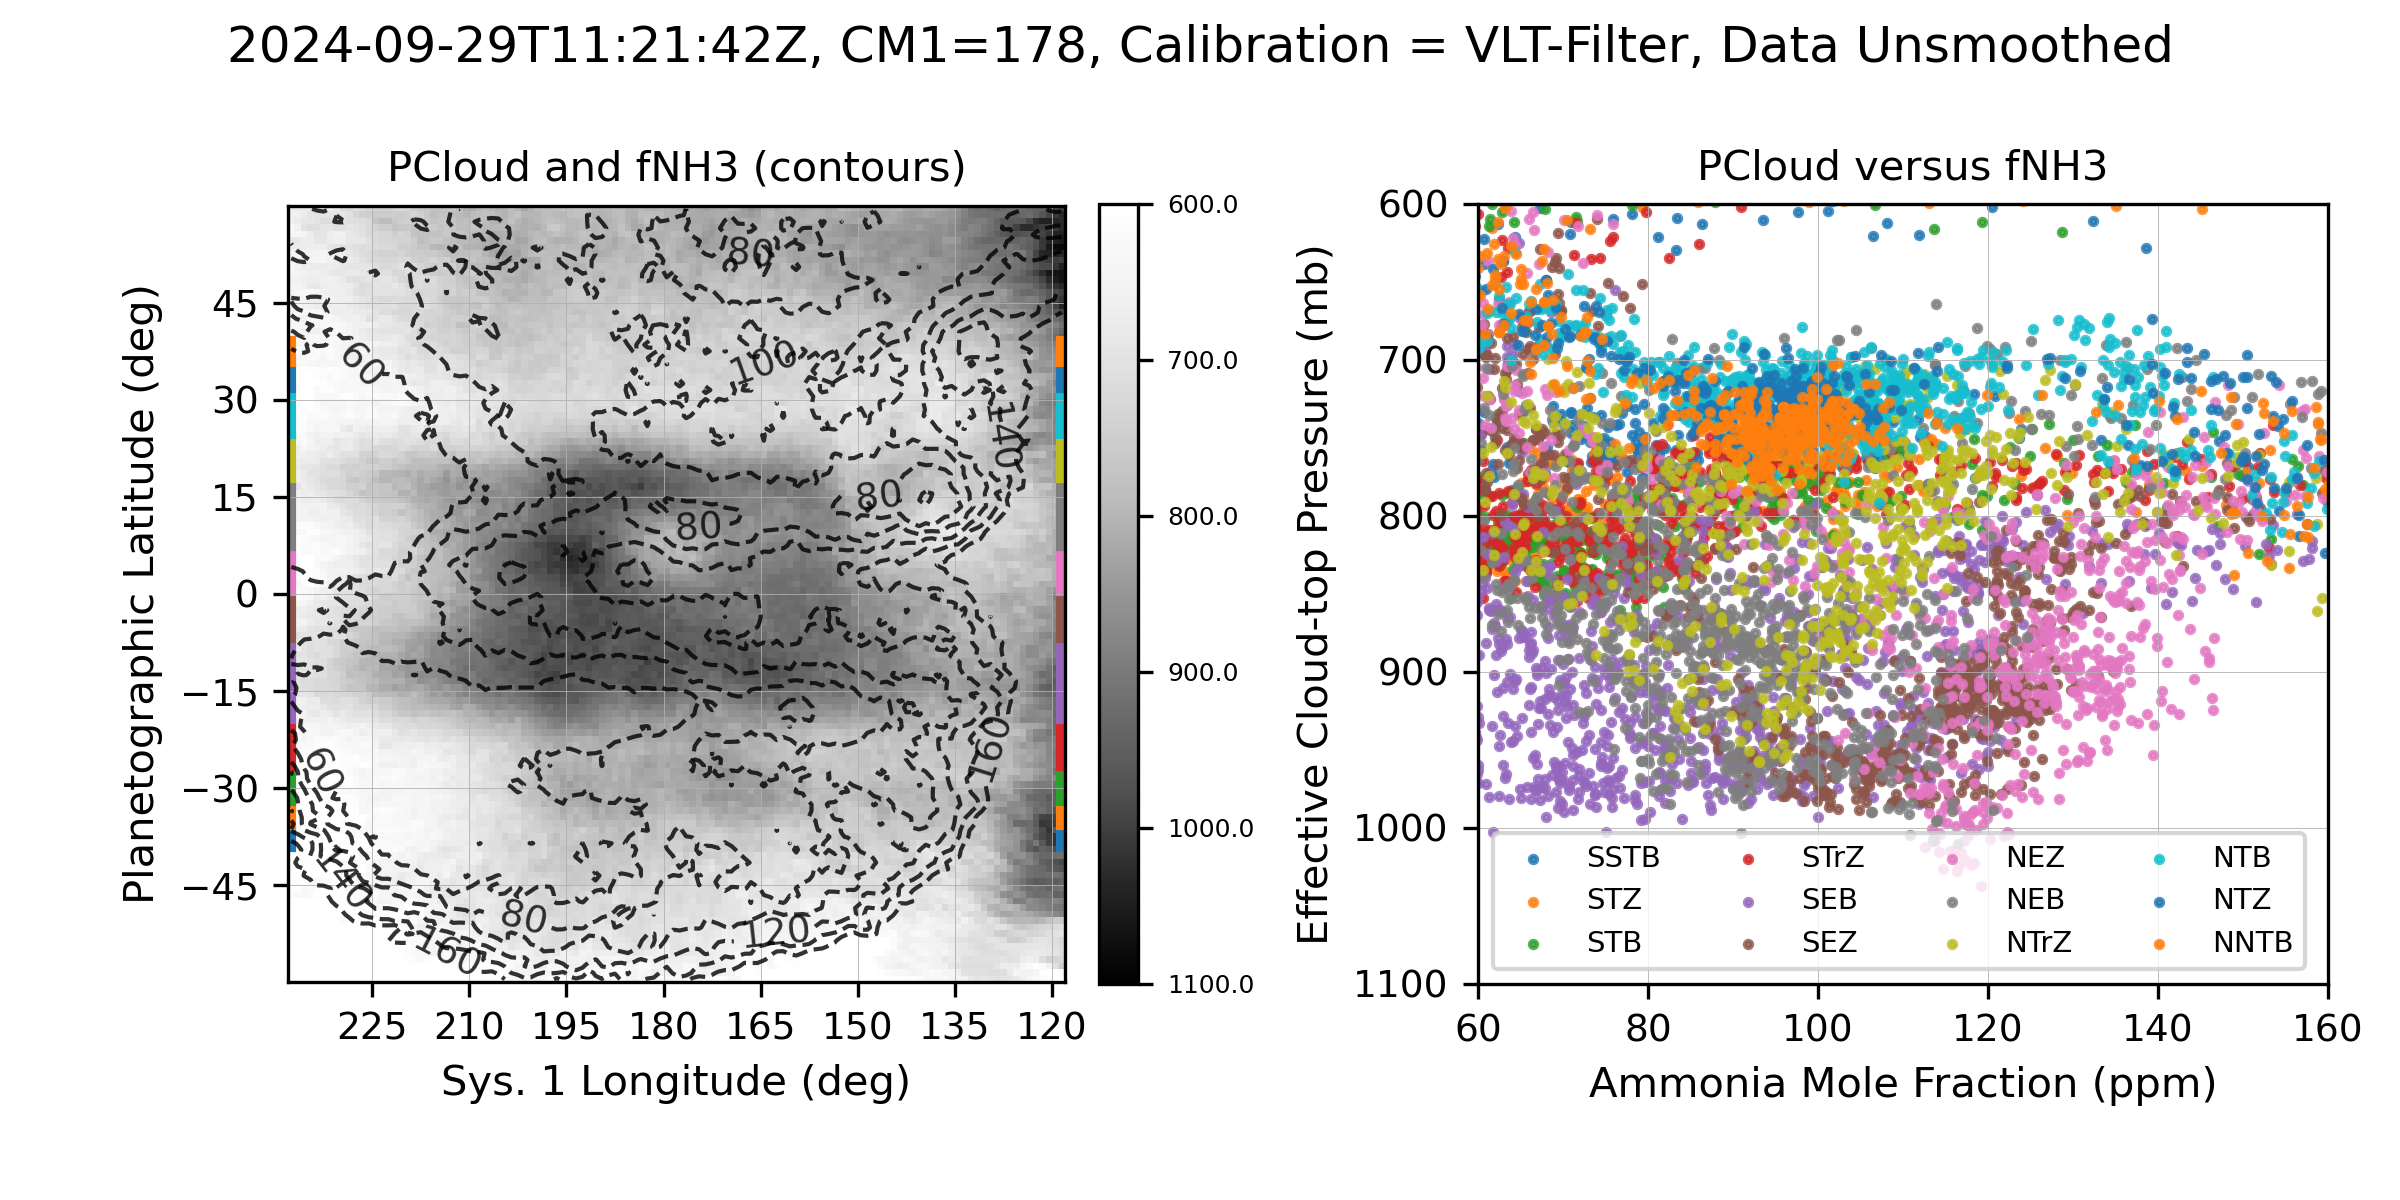 2024-09-29T11:21:42Z, CM1=178, Calibration = VLT-Filter, Data Unsmoothed
PCloud and fNH3 (contours)
Planetographic Latitude (deg)
45
30
15
0
−15
−30
−45
80
60
100
140
80
80
60
160
140
80
120
160
225
210
195
180
165
150
135
120
Sys. 1 Longitude (deg)
600.0
700.0
800.0
900.0
1000.0
1100.0
PCloud versus fNH3
Effective Cloud-top Pressure (mb)
600
700
800
900
1000
1100
SSTB
STrZ
NEZ
NTB
STZ
SEB
NEB
NTZ
STB
SEZ
NTrZ
NNTB
60
80
100
120
140
160
Ammonia Mole Fraction (ppm)